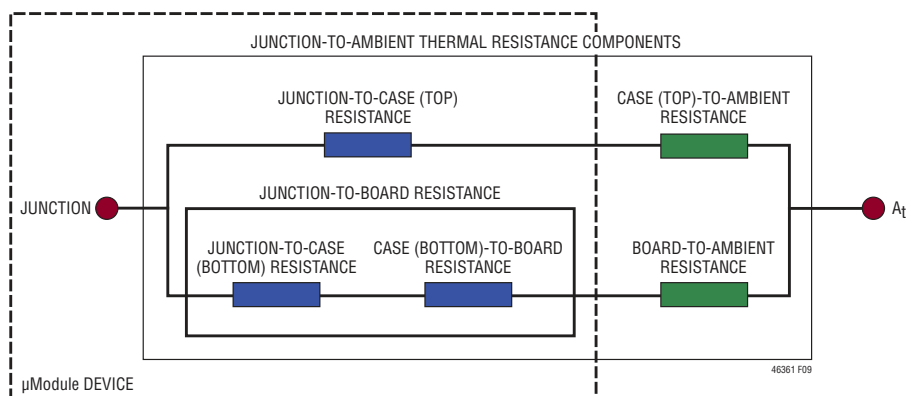 JUNCTION-TO-AMBIENT THERMAL RESISTANCE COMPONENTS
JUNCTION-TO-CASE (TOP)
RESISTANCE
CASE (TOP)-TO-AMBIENT
RESISTANCE
JUNCTION-TO-BOARD RESISTANCE
JUNCTION
At
JUNCTION-TO-CASE
(BOTTOM) RESISTANCE
CASE (BOTTOM)-TO-BOARD
RESISTANCE
BOARD-TO-AMBIENT
RESISTANCE
46361 F09
µModule DEVICE